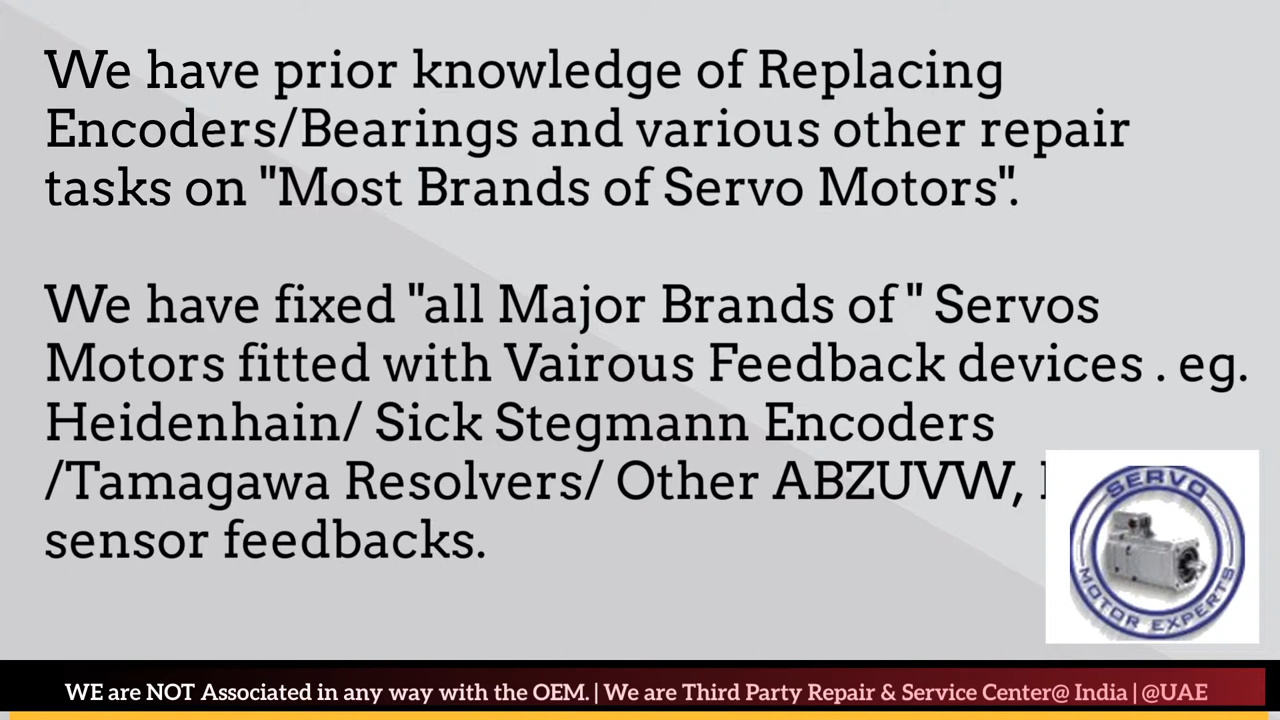 We have prior knowledge of Replacing
Encoders/Bearings and various other repair
tasks on "Most Brands of Servo Motors".
We have fixed "all Major Brands of " Servos
Motors fitted with Vairous Feedback devices . eg.
Heidenhain/ Sick Stegmann Encoders
/Tamagawa Resolvers/ Other ABZUVW,
sensor feedbacks.
SERVO
MOTOR EXPERTS
WE are NOT Associated in any way with the OEM. | We are Third Party Repair & Service Center@ India | @UAE